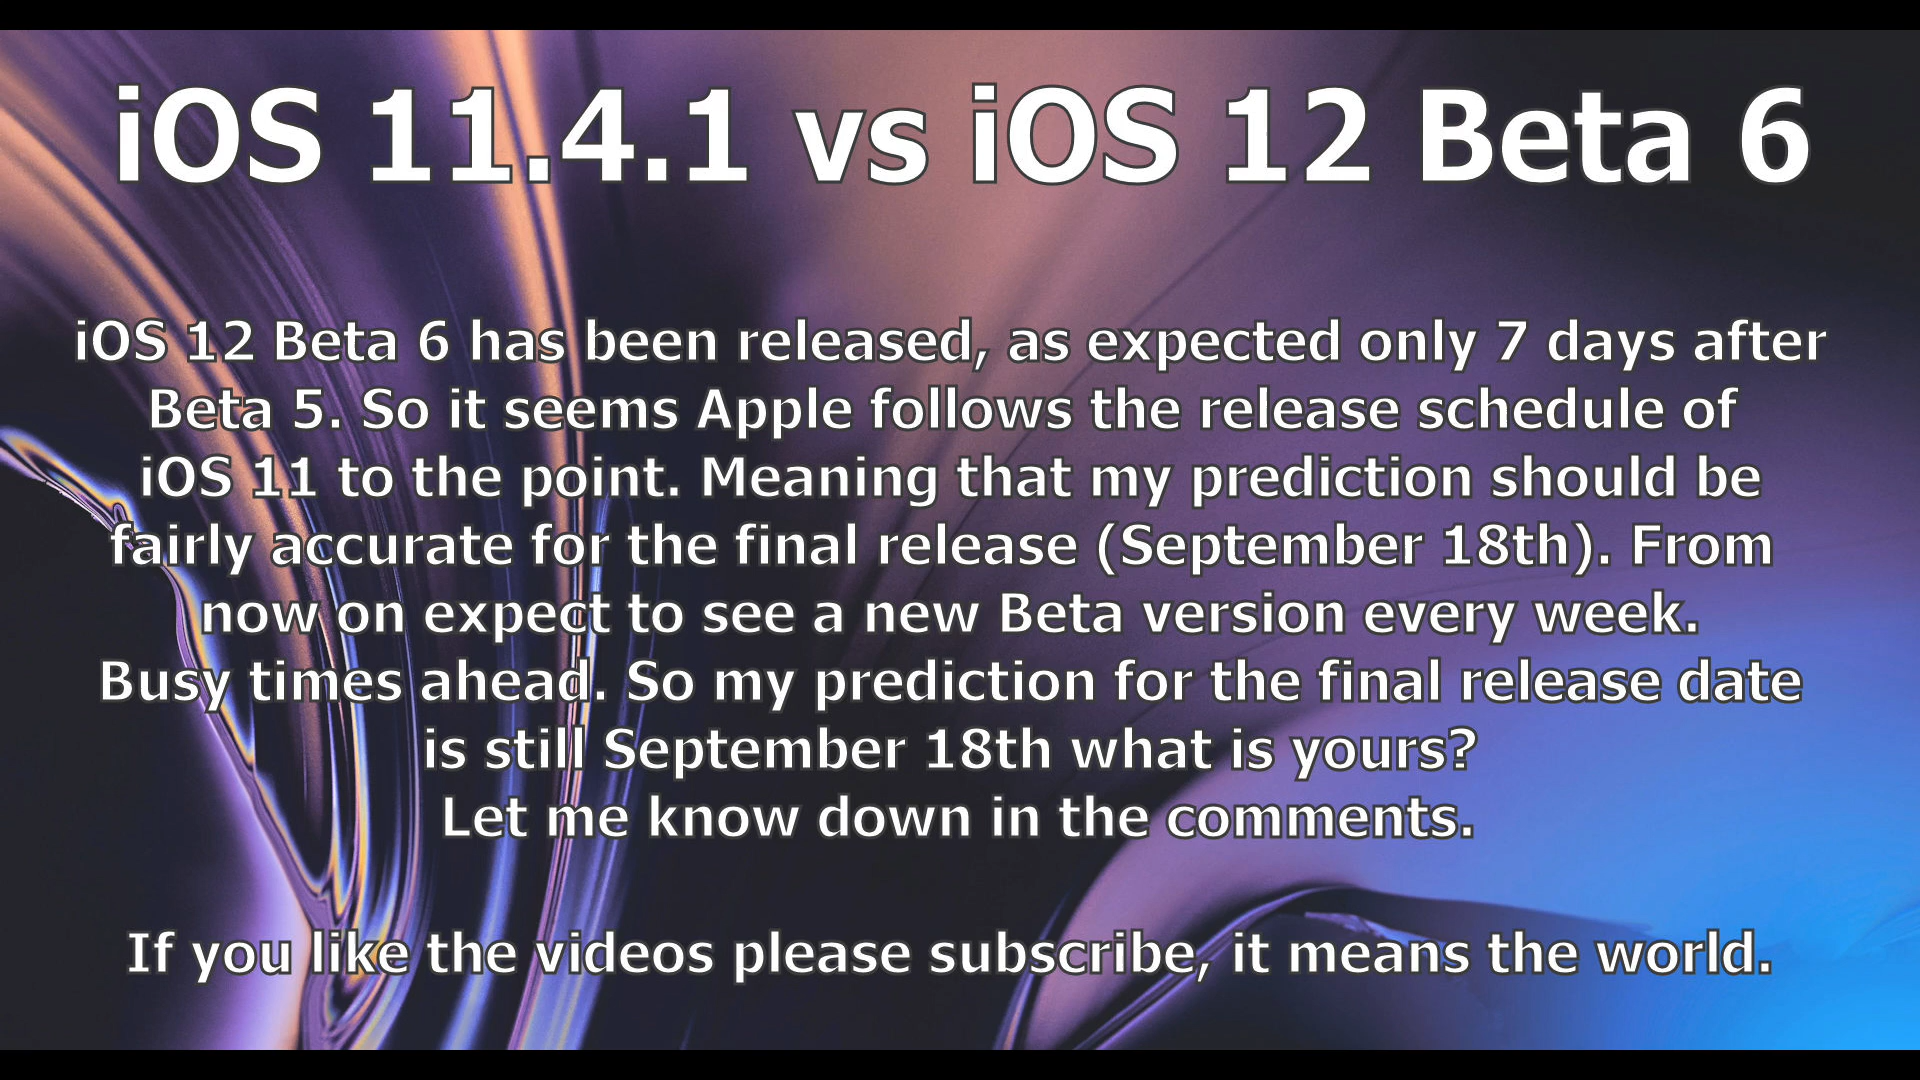 iOS 11.4.1 vs iOS 12 Beta 6
iOS 12 Beta 6 has been released, as expected only 7 days after
Beta 5. So it seems Apple follows the release schedule of
iOS 11 to the point. Meaning that my prediction should be
fairly accurate for the final release (September 18th). From
now on expect to see a new Beta version every week.
Busy times ahead. So my prediction for the final release date
is still September 18th what is yours?
Let me know down in the comments.
If you like the videos please subscribe, it means the world.